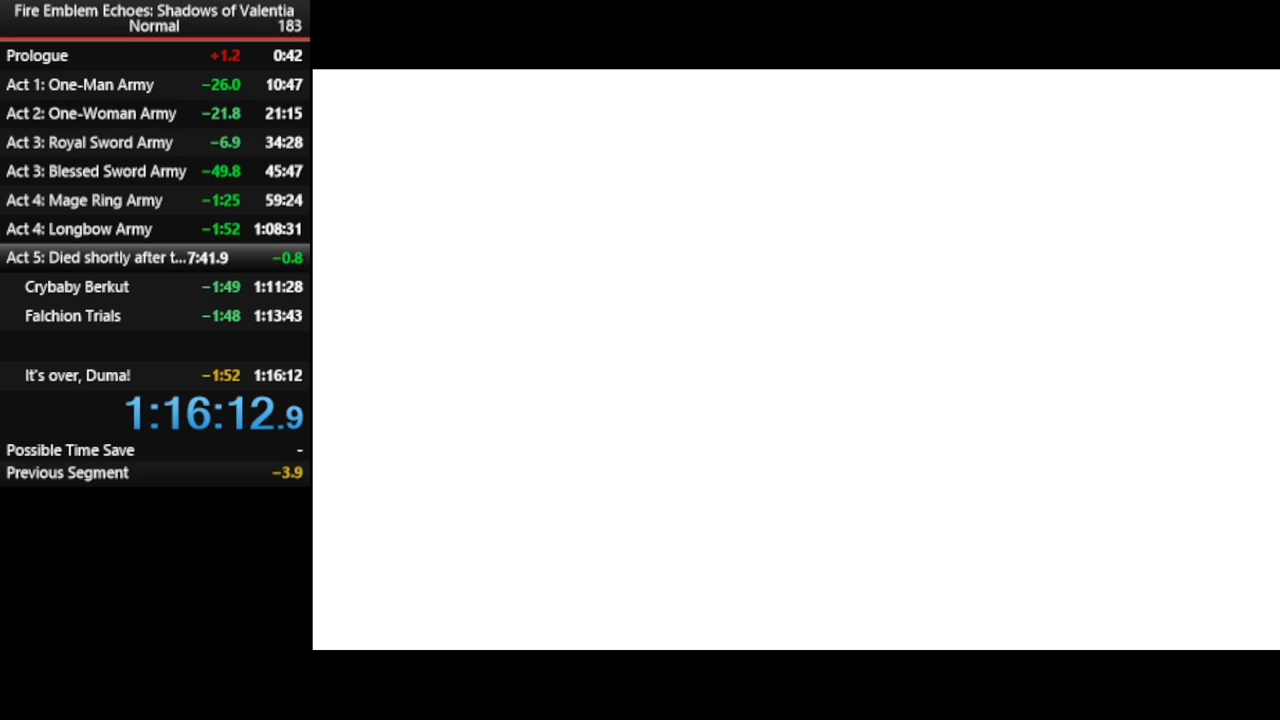 Fire Emblem Echoes: Shadows of Valentia
Normal 183
Prologue +1.2 0:42
Act 1: One-Man Army −26.0 10:47
Act 2: One-Woman Army −21.8 21:15
Act 3: Royal Sword Army −6.9 34:28
Act 3: Blessed Sword Army −49.8 45:47
Act 4: Mage Ring Army −1:25 59:24
Act 4: Longbow Army −1:52 1:08:31
Act 5: Died shortly after t...7:41.9 −0.8
Crybaby Berkut −1:49 1:11:28
Falchion Trials −1:48 1:13:43
It's over, Duma! −1:52 1:16:12
1:16:12.9
Possible Time Save -
Previous Segment −3.9